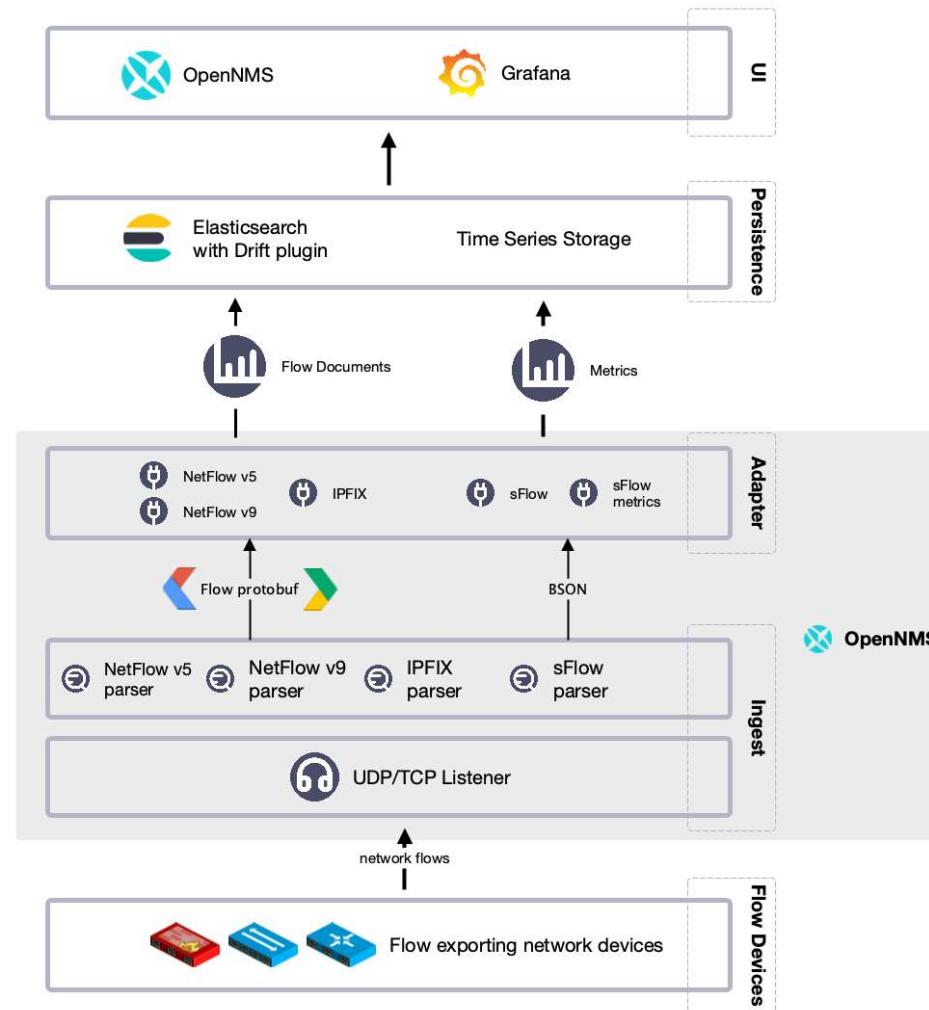 UI
OpenNMS
Grafana
Persistence
Elasticsearch
with Drift plugin
Time Series Storage
Flow Documents
Metrics
Adapter
NetFlow v5
NetFlow v9
IPFIX
sFlow
sFlow
metrics
Flow protobuf
BSON
OpenNMS
Ingest
NetFlow v5
parser
NetFlow v9
parser
IPFIX
parser
sFlow
parser
UDP/TCP Listener
network flows
Flow Devices
Flow exporting network devices